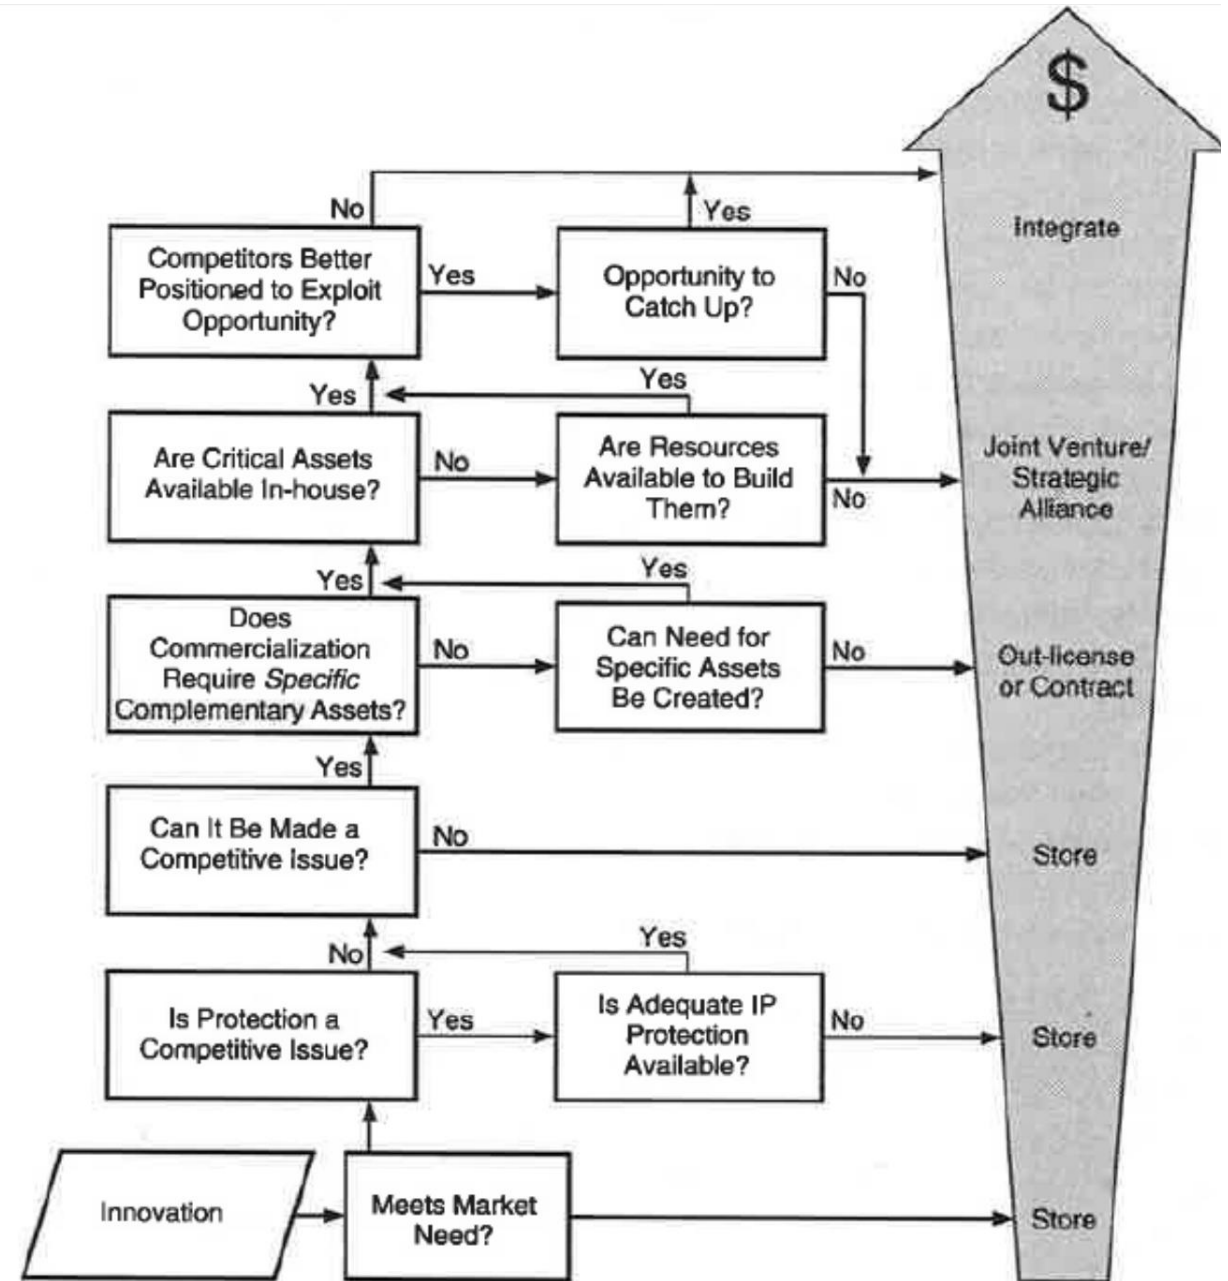 $
No
Yes
Integrate
Competitors Better
Positioned to Exploit
Opportunity?
Yes
Opportunity to
Catch Up?
No
Yes
Yes
Are Critical Assets
Available In-house?
No
Are Resources
Available to Build
Them?
No
Joint Venture/
Strategic
Alliance
Yes
Yes
Does
Commercialization
Require Specific
Complementary Assets?
No
Can Need for
Specific Assets
Be Created?
No
Out-license
or Contract
Yes
Can It Be Made a
Competitive Issue?
No
Store
No
Yes
Is Protection a
Competitive Issue?
Yes
Is Adequate IP
Protection
Available?
No
Store
Innovation
Meets Market
Need?
Store